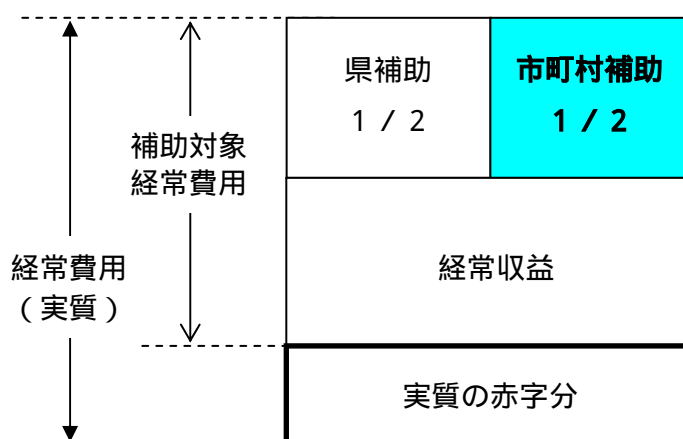 県補助
1 / 2
市町村補助
1 / 2
補助対象
経常費用
経常費用
（実質）
経常収益
実質の赤字分